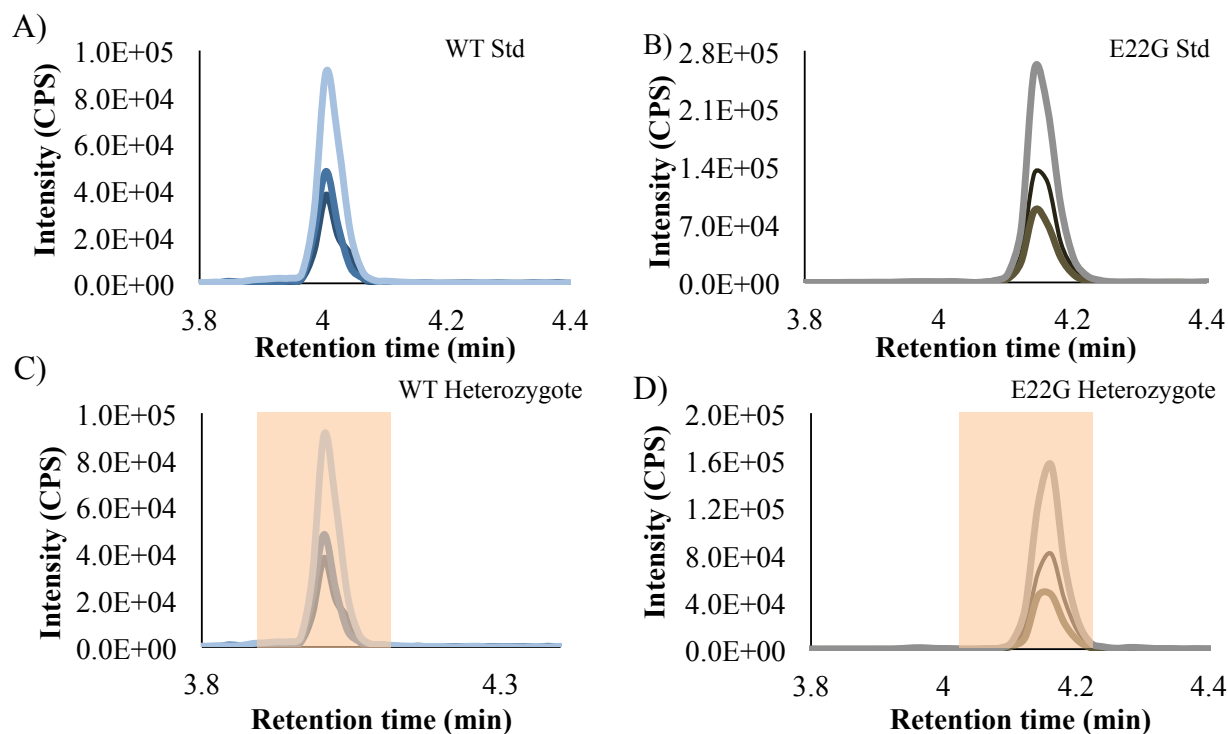 A)
WT Std
Intensity (CPS)
1.0E+05
8.0E+04
6.0E+04
4.0E+04
2.0E+04
0.0E+00
3.8 4 4.2 4.4
Retention time (min)
B)
E22G Std
Intensity (CPS)
2.8E+05
2.1E+05
1.4E+05
7.0E+04
0.0E+00
3.8 4 4.2 4.4
Retention time (min)
C)
WT Heterozygote
Intensity (CPS)
1.0E+05
8.0E+04
6.0E+04
4.0E+04
2.0E+04
0.0E+00
3.8 4.3
Retention time (min)
D)
E22G Heterozygote
Intensity (CPS)
2.0E+05
1.6E+05
1.2E+05
8.0E+04
4.0E+04
0.0E+00
3.8 4 4.2 4.4
Retention time (min)